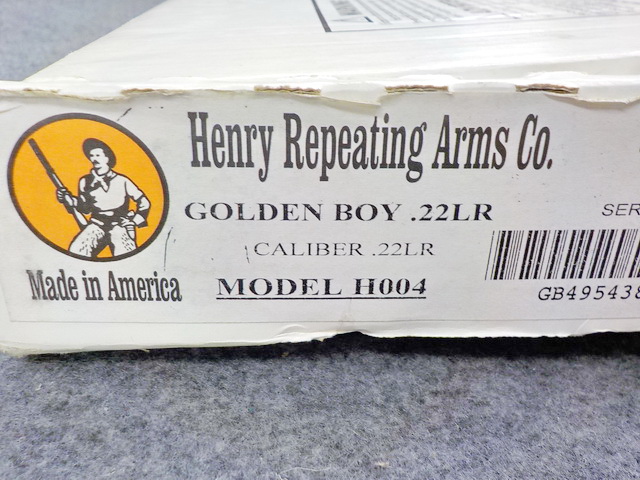 Henry Repeating Arms Co.
GOLDEN BOY .22LR
SER
CALIBER .22LR
MODEL H004
GB495438
Made in America